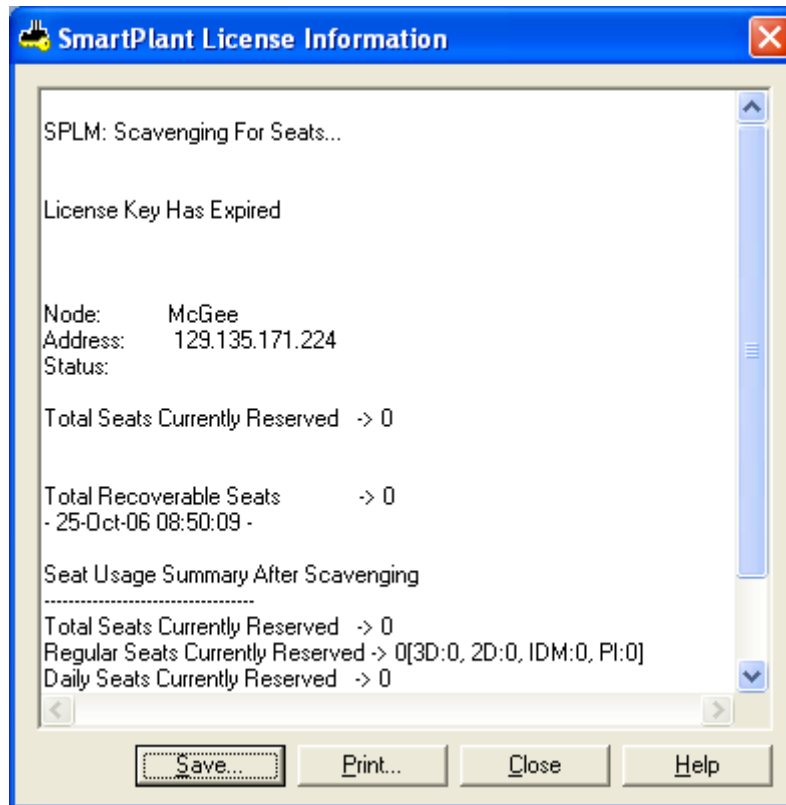 SmartPlant License Information
SPLM: Scavenging For Seats...
License Key Has Expired
Node: McGee
Address: 129.135.171.224
Status:
Total Seats Currently Reserved -> 0
Total Recoverable Seats -> 0
- 25-Oct-06 08:50:09 -
Seat Usage Summary After Scavenging
-----------------------------------
Total Seats Currently Reserved -> 0
Regular Seats Currently Reserved -> 0[3D:0, 2D:0, IDM:0, PI:0]
Daily Seats Currently Reserved -> 0
Save... Print... Close Help